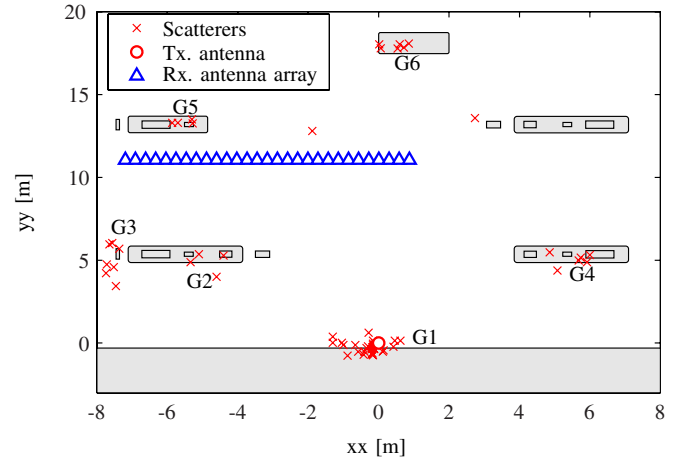 20
15
10
5
0
-8
-6
-4
-2
0
2
4
6
8
xx [m]
yy [m]
Scatterers
Tx. antenna
Rx. antenna array
G6
G5
G3
G2
G4
G1